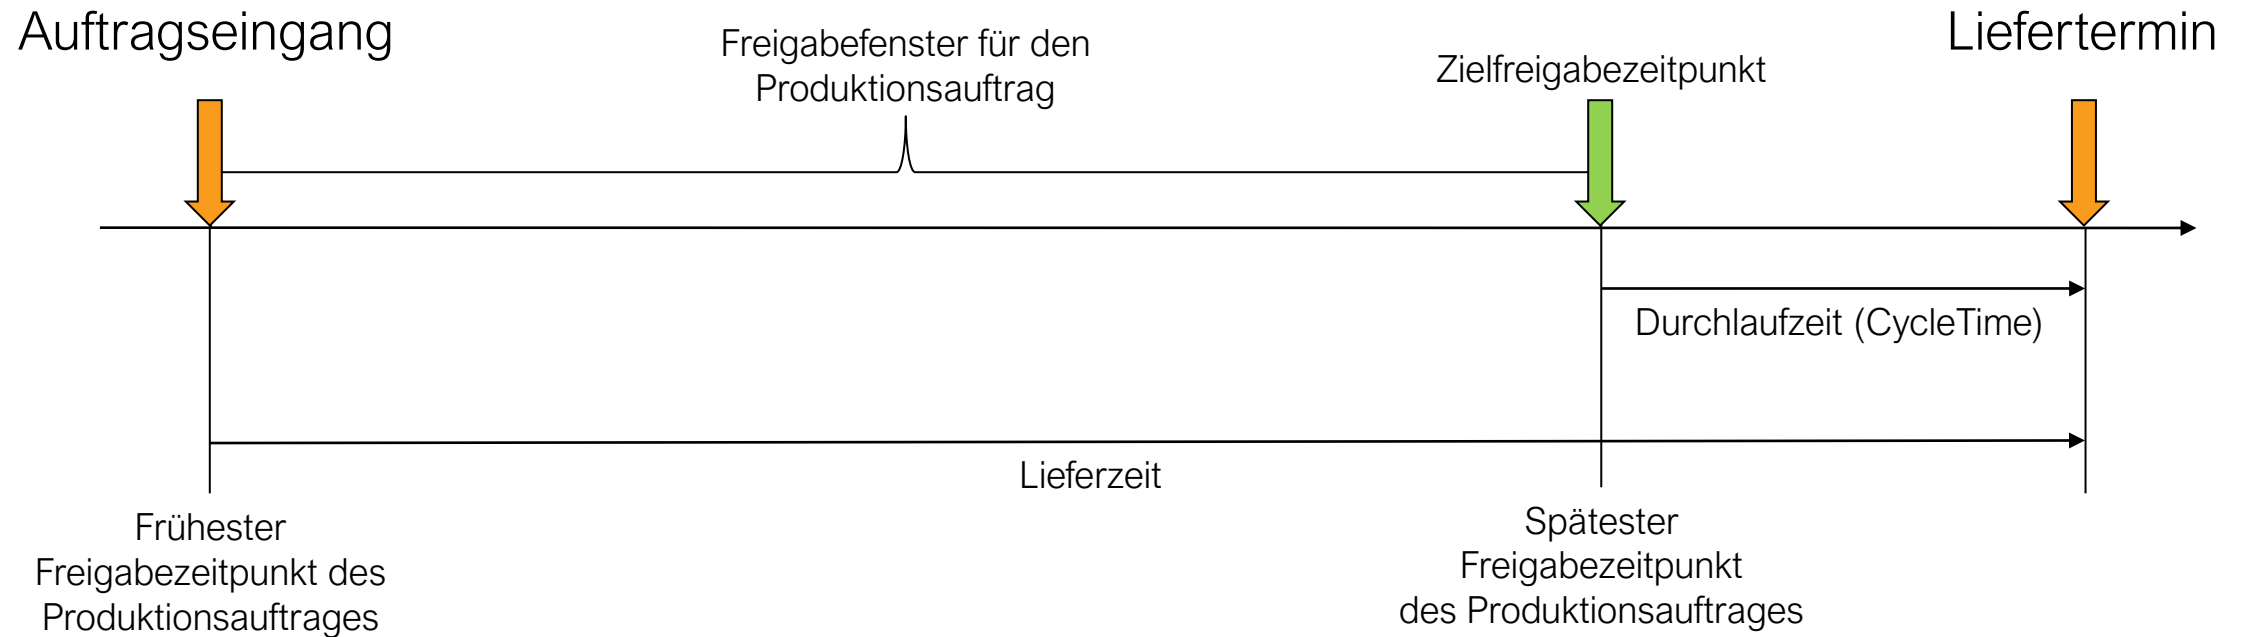 Auftragseingang
Freigabefenster für den
Produktionsauftrag
Zielfreigabezeitpunkt
Liefertermin
Durchlaufzeit (CycleTime)
Lieferzeit
Frühester
Freigabezeitpunkt des
Produktionsauftrages
Spätester
Freigabezeitpunkt
des Produktionsauftrages